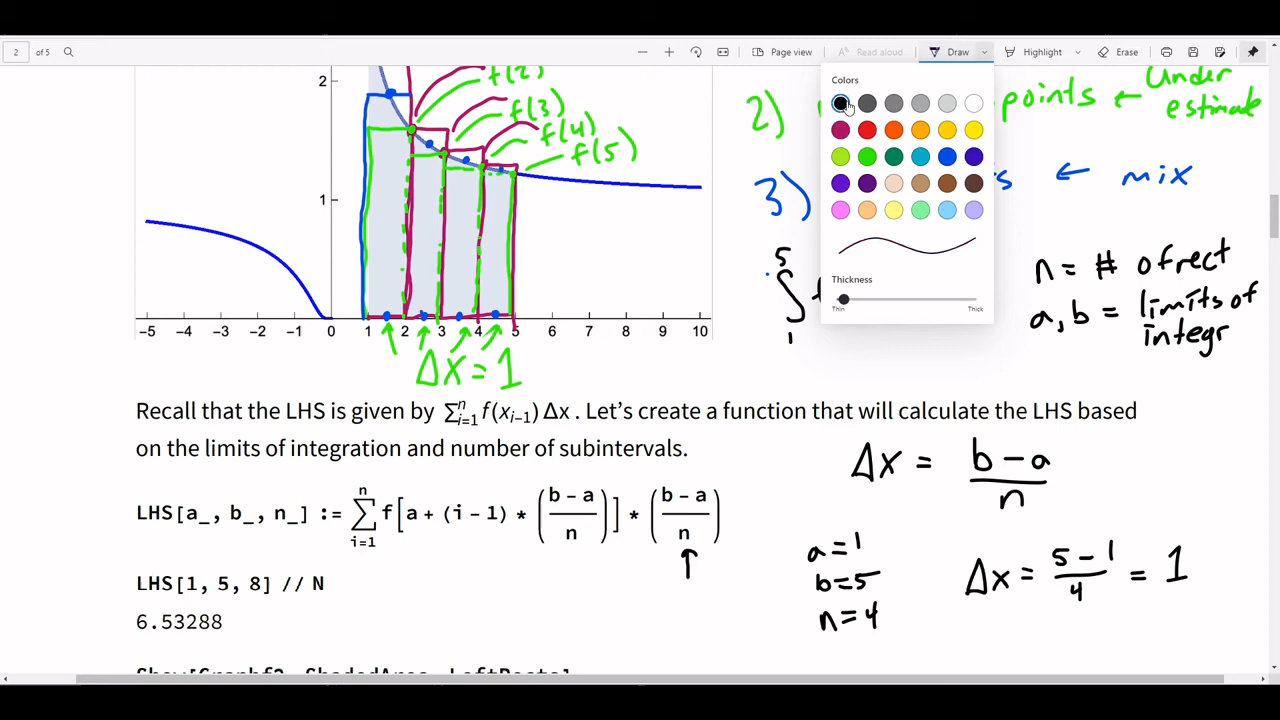 2 of 5 Page view Read aloud Draw Highlight Erase
Colors
Thickness
Thin Thick
2
1
-5 -4 -3 -2 -1 1 2 3 4 5 6 7 8 9 10
f(2)
f(3)
f(4)
f(5)
Δx = 1
2) points ← Under estimate
3) s ← mix
∫₁⁵ f
n = # of rect
a, b = limits of
integr
Recall that the LHS is given by ∑ⁿᵢ₌₁ f(xᵢ₋₁) Δx . Let's create a function that will calculate the LHS based
on the limits of integration and number of subintervals.
LHS[a_, b_, n_] := ∑ⁿᵢ₌₁ f[a + (i - 1) * ((b - a)/n)] * ((b - a)/n)
↑
LHS[1, 5, 8] // N
6.53288
Show[Graphf2, ShadedArea, LeftRects]
Δx = (b - a)/n
a = 1
b = 5
n = 4
Δx = (5 - 1)/4 = 1